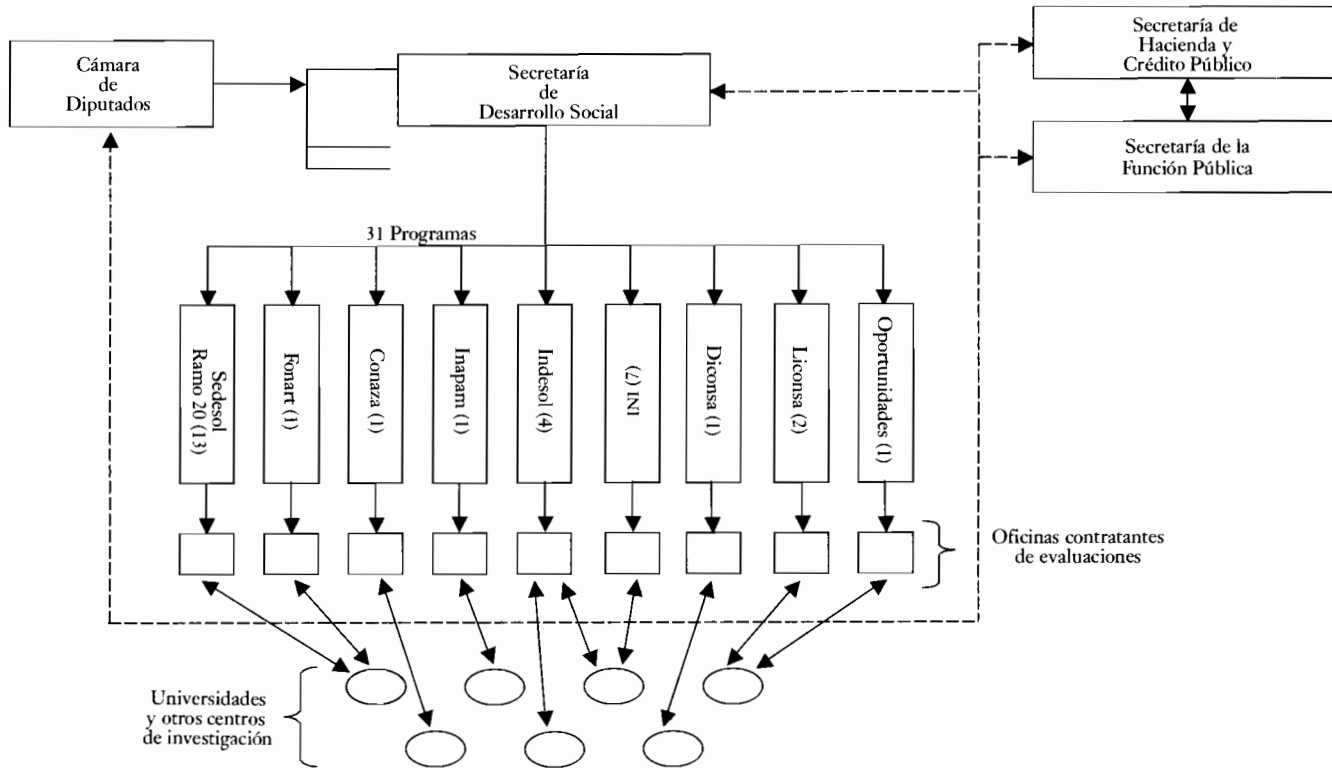 Cámara
de
Diputados
Secretaría
de
Desarrollo Social
Secretaría de
Hacienda y
Crédito Público
Secretaría de la
Función Pública
31 Programas
Sedesol
Ramo 20 (13)
Fonart (1)
Conaza (1)
Inapam (1)
Indesol (4)
INI (7)
Diconsa (1)
Liconsa (2)
Oportunidades (1)
Oficinas contratantes
de evaluaciones
Universidades
y otros centros
de investigación